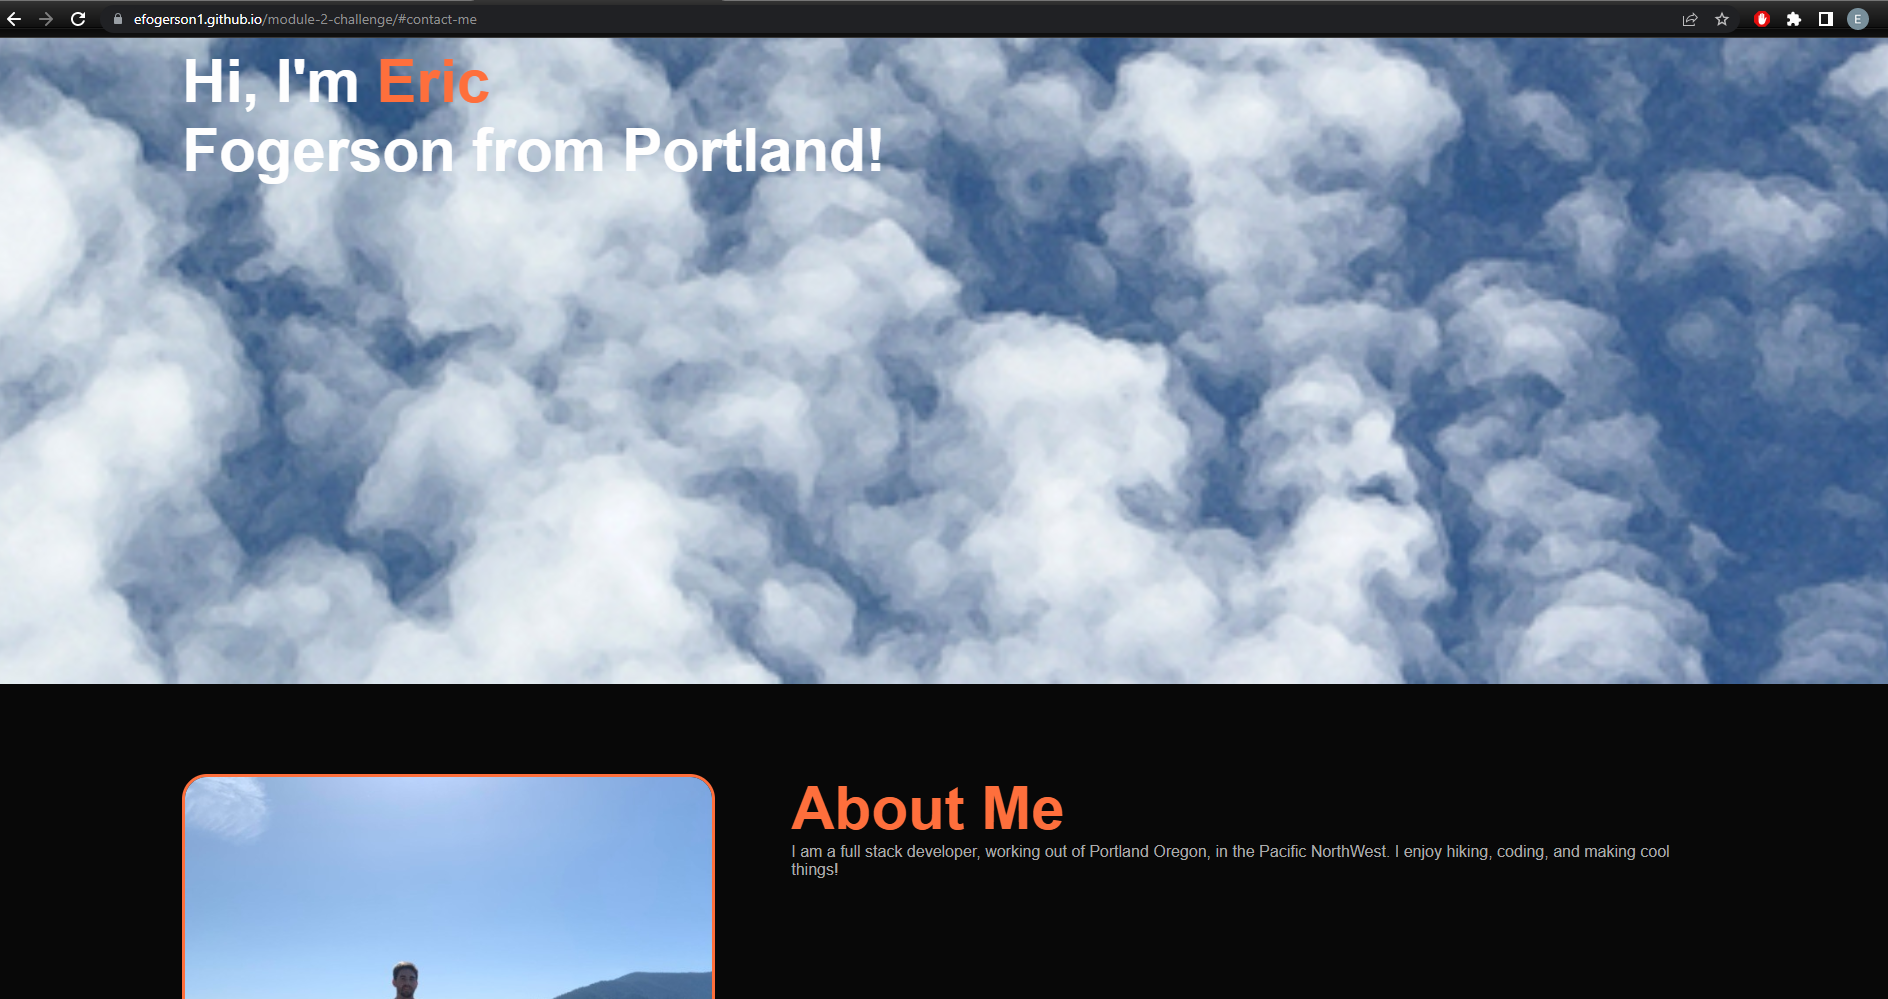 efogerson1.github.io/module-2-challenge/#contact-me
E
Hi, I'm Eric
Fogerson from Portland!
About Me
I am a full stack developer, working out of Portland Oregon, in the Pacific NorthWest. I enjoy hiking, coding, and making cool
things!